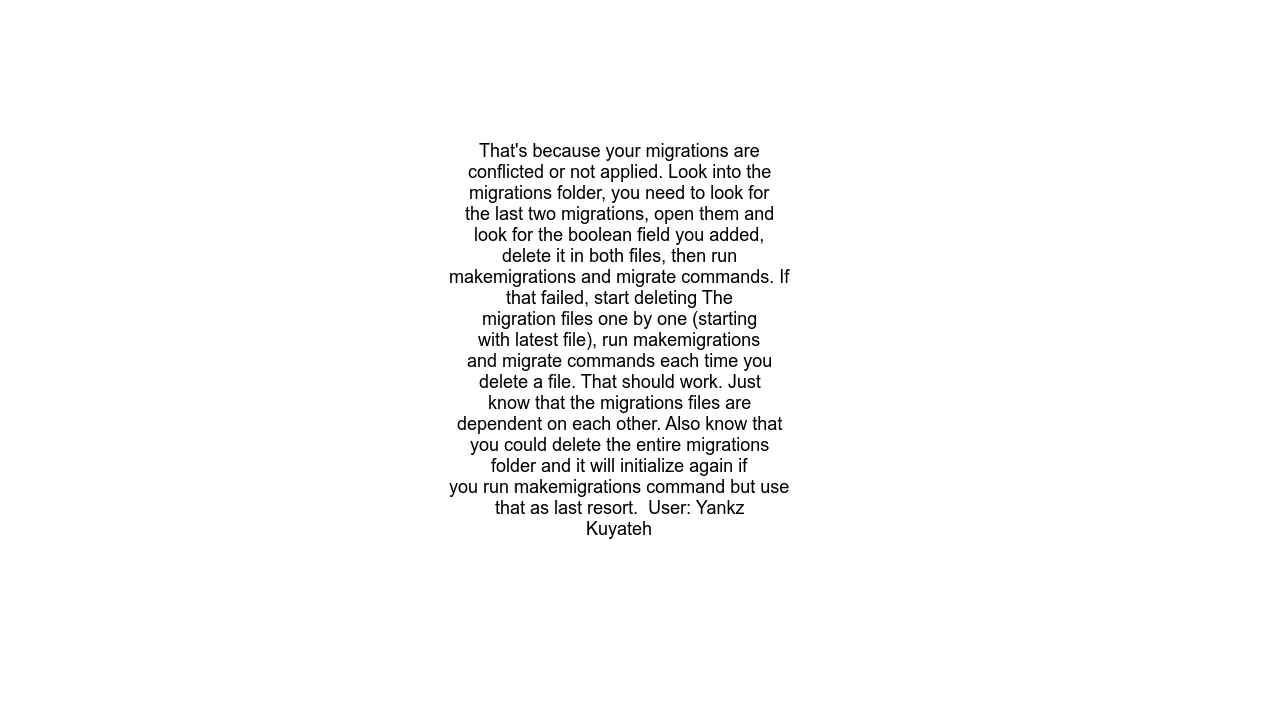 That's because your migrations are
conflicted or not applied. Look into the
migrations folder, you need to look for
the last two migrations, open them and
look for the boolean field you added,
delete it in both files, then run
makemigrations and migrate commands. If
that failed, start deleting The
migration files one by one (starting
with latest file), run makemigrations
and migrate commands each time you
delete a file. That should work. Just
know that the migrations files are
dependent on each other. Also know that
you could delete the entire migrations
folder and it will initialize again if
you run makemigrations command but use
that as last resort.  User: Yankz
Kuyateh